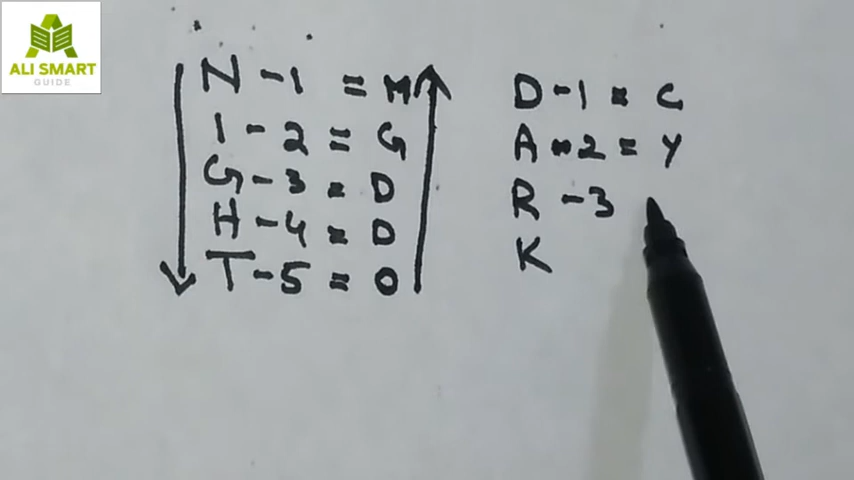 ALI SMART
GUIDE
N - 1 = M
I - 2 = G
G - 3 = D
H - 4 = D
T - 5 = O
D - 1 = C
A - 2 = Y
R - 3
K